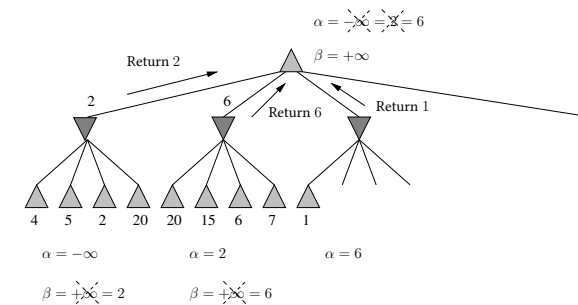 α = −∞ = 2 = 6
β = +∞
Return 2
2
6
Return 6
Return 1
4 5 2 20 20 15 6 7 1
α = −∞
α = 2
α = 6
β = +∞ = 2
β = +∞ = 6